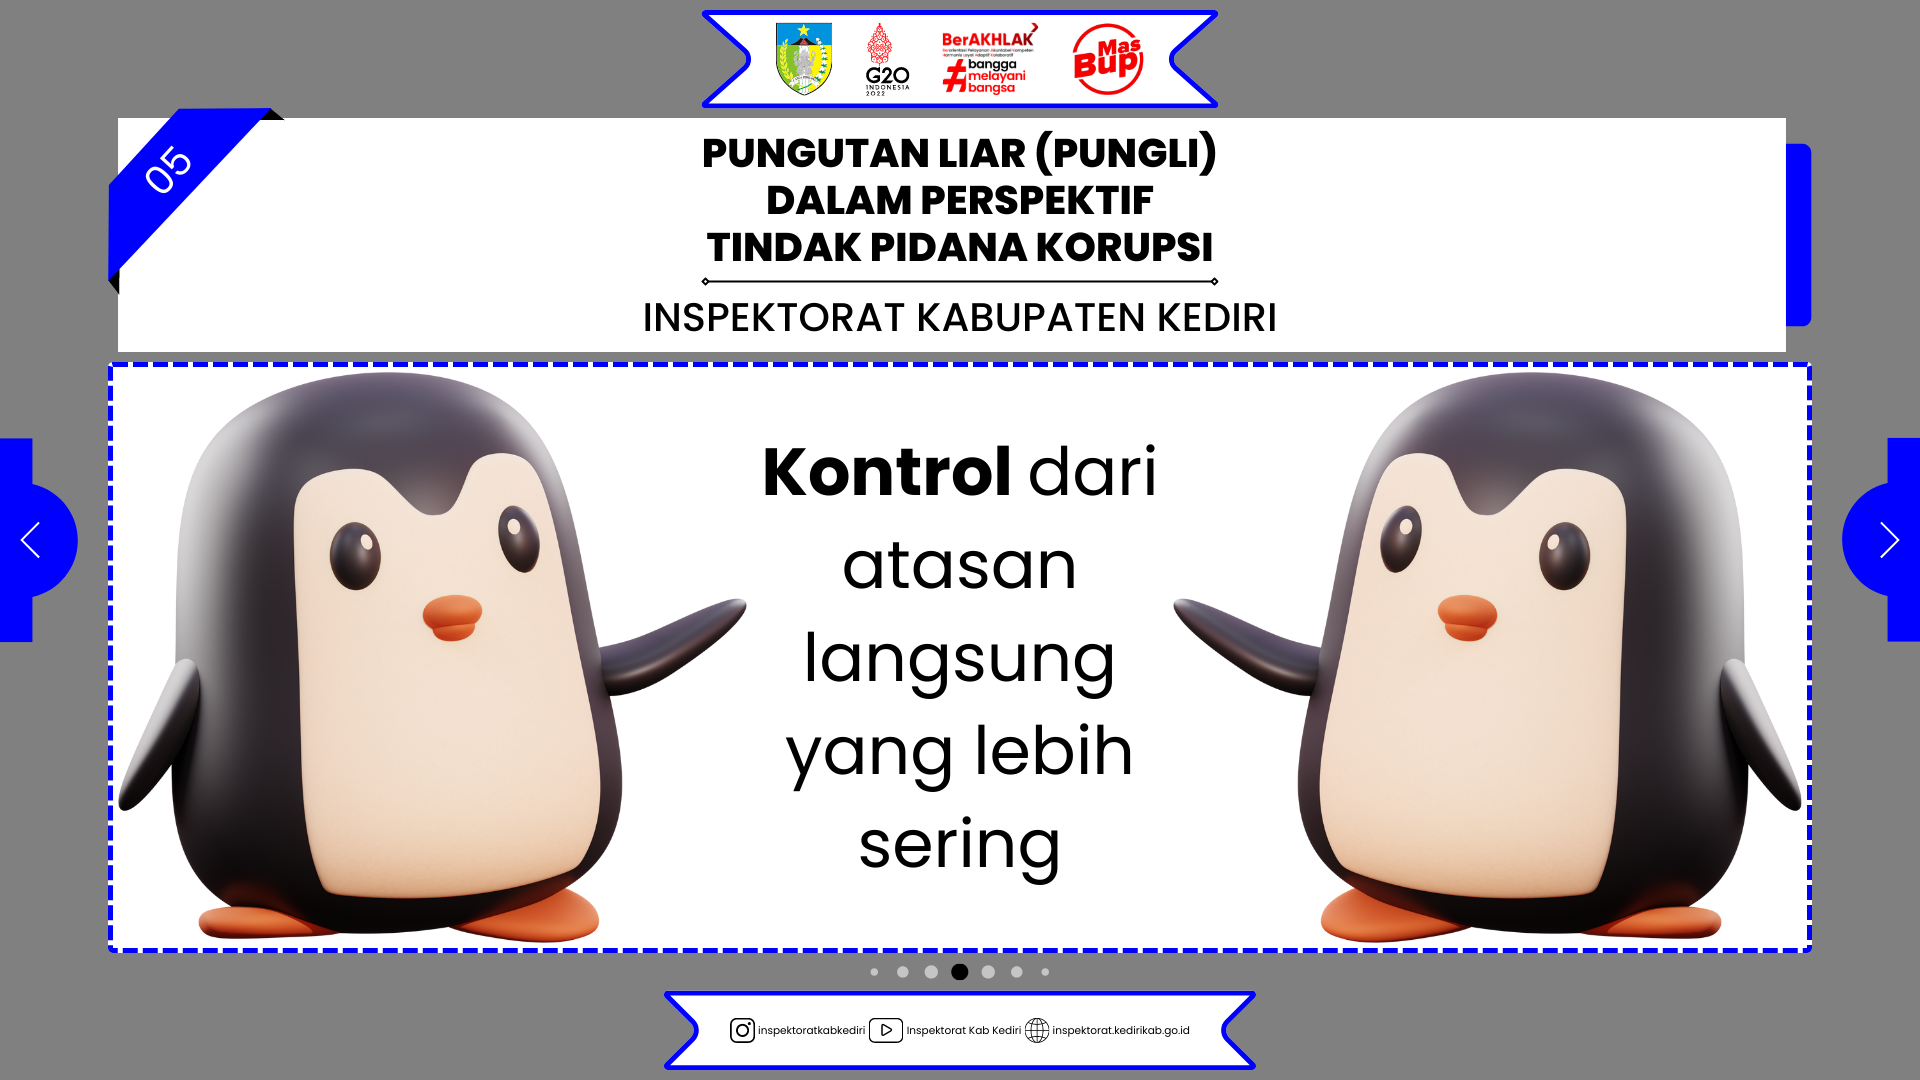 G20
INDONESIA
2022
BerAKHLAK
#bangga
melayani
bangsa
Mas
Bup
05
PUNGUTAN LIAR (PUNGLI)
DALAM PERSPEKTIF
TINDAK PIDANA KORUPSI
INSPEKTORAT KABUPATEN KEDIRI
Kontrol dari
atasan
langsung
yang lebih
sering
inspektoratkabkediri Inspektorat Kab Kediri inspektorat.kedirikab.go.id